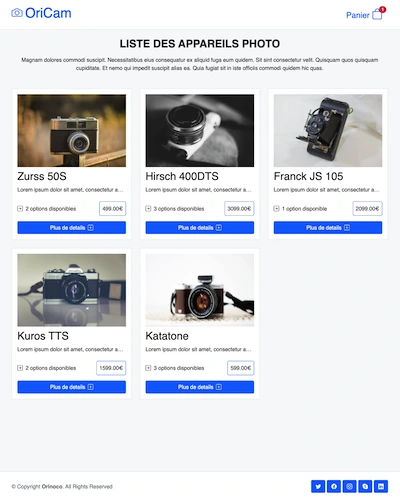 OriCam
Panier 1
LISTE DES APPAREILS PHOTO
Magnam dolores commodi suscipit. Necessitatibus eius consequatur ex aliquid fuga eum quidem. Sit sint consectetur velit. Quisquam quos quisquam
cupiditate. Et nemo qui impedit suscipit alias ea. Quia fugiat sit in iste officiis commodi quidem hic quas.
Zurss 50S
Lorem ipsum dolor sit amet, consectetur a...
2 options disponibles 499.00€
Plus de details
Hirsch 400DTS
Lorem ipsum dolor sit amet, consectetur a...
3 options disponibles 3099.00€
Plus de details
Franck JS 105
Lorem ipsum dolor sit amet, consectetur a...
1 option disponible 2099.00€
Plus de details
Kuros TTS
Lorem ipsum dolor sit amet, consectetur a...
2 options disponibles 1599.00€
Plus de details
Katatone
Lorem ipsum dolor sit amet, consectetur a...
3 options disponibles 599.00€
Plus de details
© Copyright Orinoco. All Rights Reserved